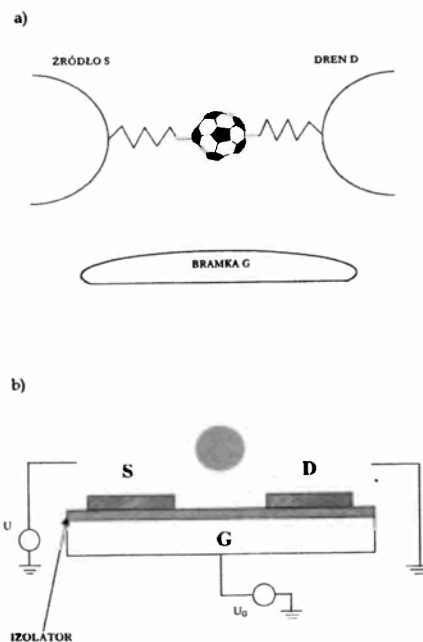 a)
ŹRÓDŁO S
DREN D
BRAMKA G
b)
S
D
U
G
U_G
IZOLATOR